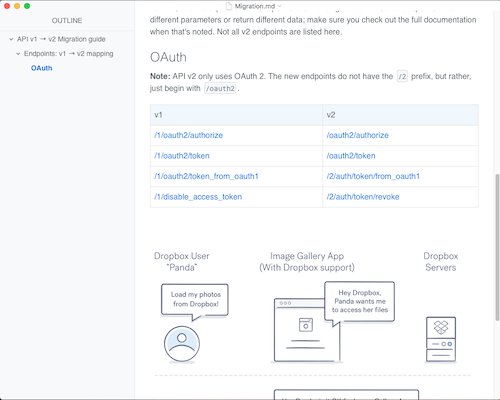 Migration.md
OUTLINE
API v1 → v2 Migration guide
Endpoints: v1 → v2 mapping
OAuth
different parameters or return different data; make sure you check out the full documentation
when that's noted. Not all v2 endpoints are listed here.
OAuth
Note: API v2 only uses OAuth 2. The new endpoints do not have the /2 prefix, but rather,
just begin with /oauth2.
v1 v2
/1/oauth2/authorize /oauth2/authorize
/1/oauth2/token /oauth2/token
/1/oauth2/token_from_oauth1 /2/auth/token/from_oauth1
/1/disable_access_token /2/auth/token/revoke
Dropbox User
"Panda"
Image Gallery App
(With Dropbox support)
Dropbox
Servers
Load my photos
from Dropbox!
Hey Dropbox,
Panda wants me
to access her files